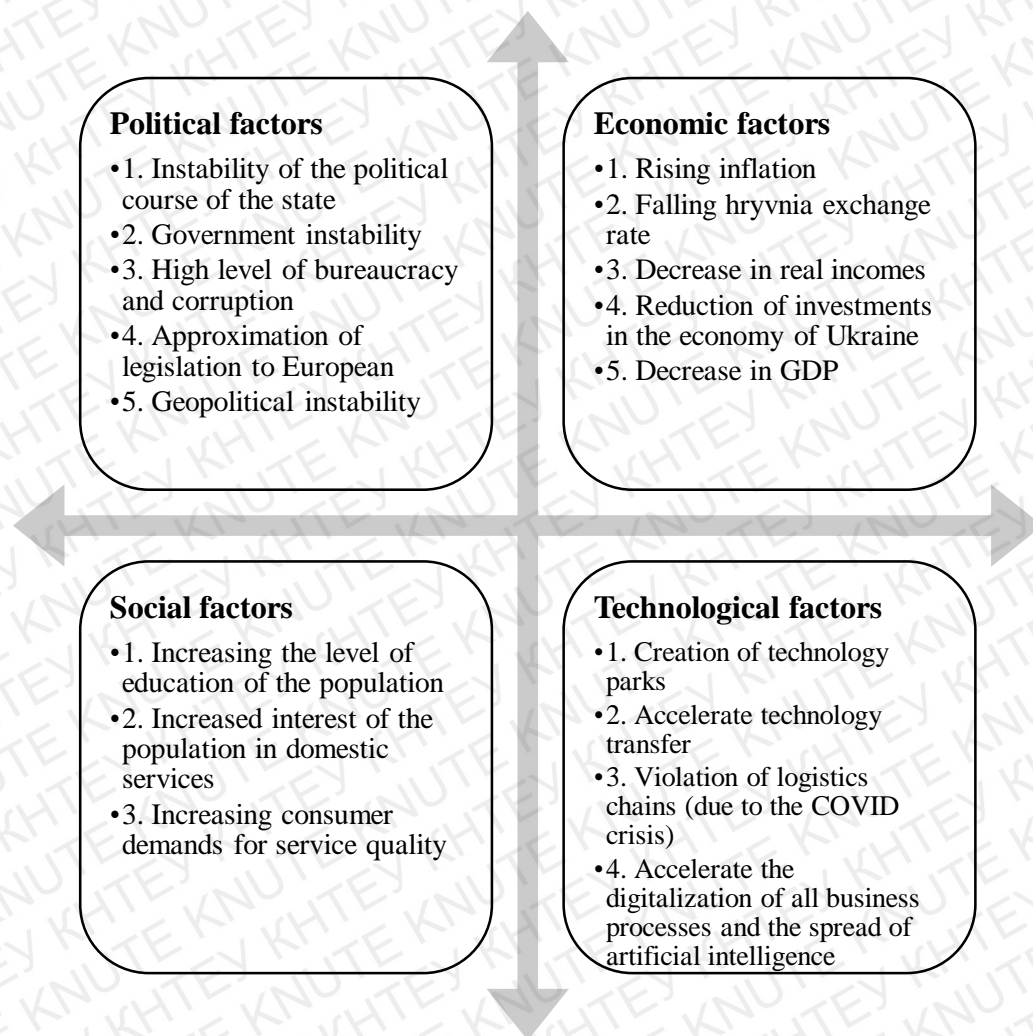 Political factors
•1. Instability of the political
course of the state
•2. Government instability
•3. High level of bureaucracy
and corruption
•4. Approximation of
legislation to European
•5. Geopolitical instability
Economic factors
•1. Rising inflation
•2. Falling hryvnia exchange
rate
•3. Decrease in real incomes
•4. Reduction of investments
in the economy of Ukraine
•5. Decrease in GDP
Social factors
•1. Increasing the level of
education of the population
•2. Increased interest of the
population in domestic
services
•3. Increasing consumer
demands for service quality
Technological factors
•1. Creation of technology
parks
•2. Accelerate technology
transfer
•3. Violation of logistics
chains (due to the COVID
crisis)
•4. Accelerate the
digitalization of all business
processes and the spread of
artificial intelligence
KNUTE KHTEY